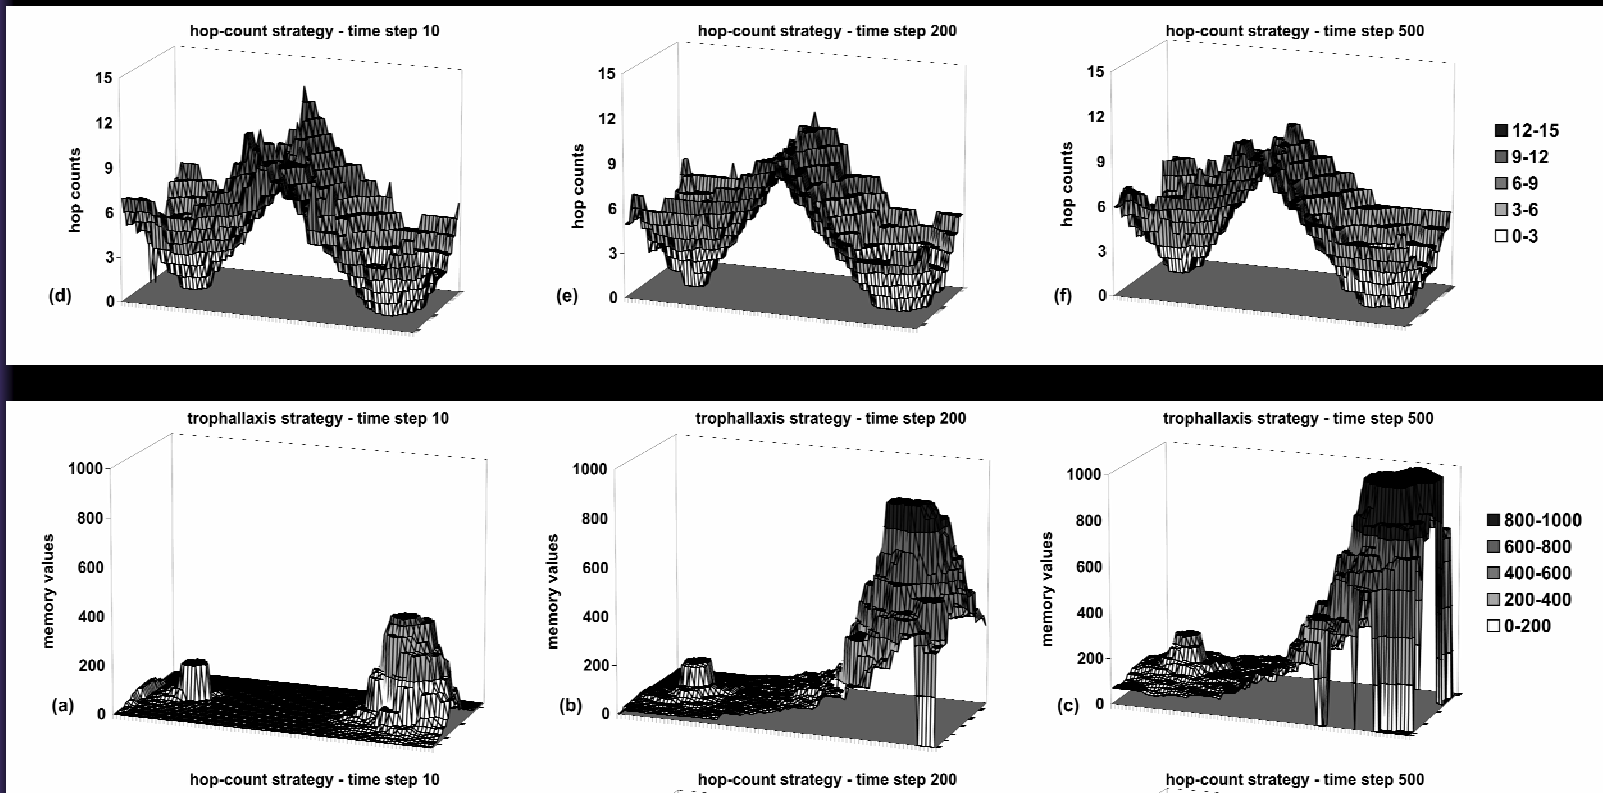 hop-count strategy - time step 10
hop-count strategy - time step 200
hop-count strategy - time step 500
15
12
9
6
3
0
hop counts
(d)
15
12
9
6
3
0
hop counts
(e)
15
12
9
6
3
0
hop counts
(f)
12-15
9-12
6-9
3-6
0-3
trophallaxis strategy - time step 10
trophallaxis strategy - time step 200
trophallaxis strategy - time step 500
1000
800
600
400
200
0
memory values
(a)
1000
800
600
400
200
0
memory values
(b)
1000
800
600
400
200
0
memory values
(c)
800-1000
600-800
400-600
200-400
0-200
hop-count strategy - time step 10
hop-count strategy - time step 200
hop-count strategy - time step 500